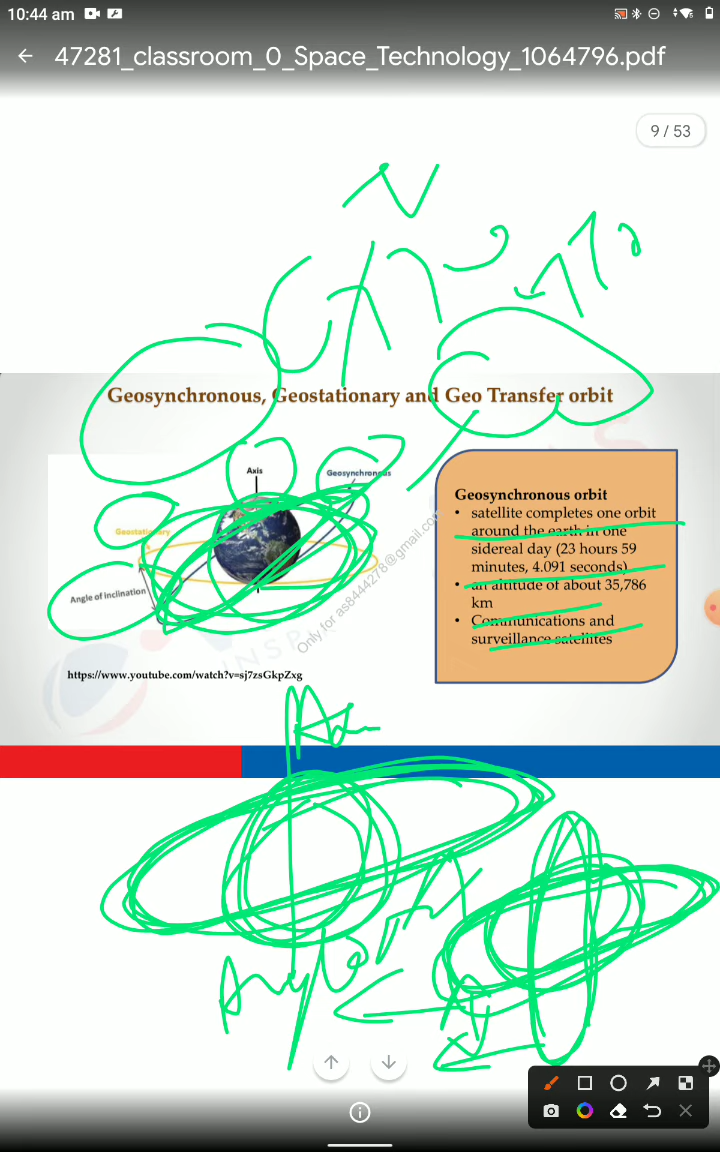 10:44 am
47281_classroom_0_Space_Technology_1064796.pdf
9 / 53
N
Geosynchronous, Geostationary and Geo Transfer orbit
Axis
Geosynchronous
Geostationary
Angle of inclination
Geosynchronous orbit
• satellite completes one orbit
around the earth in one
sidereal day (23 hours 59
minutes, 4.091 seconds)
• an altitude of about 35,786
km
• Communications and
surveillance satellites
Only for as8444278@gmail.com
INSP
https://www.youtube.com/watch?v=sj7zsGkpZxg
Angle